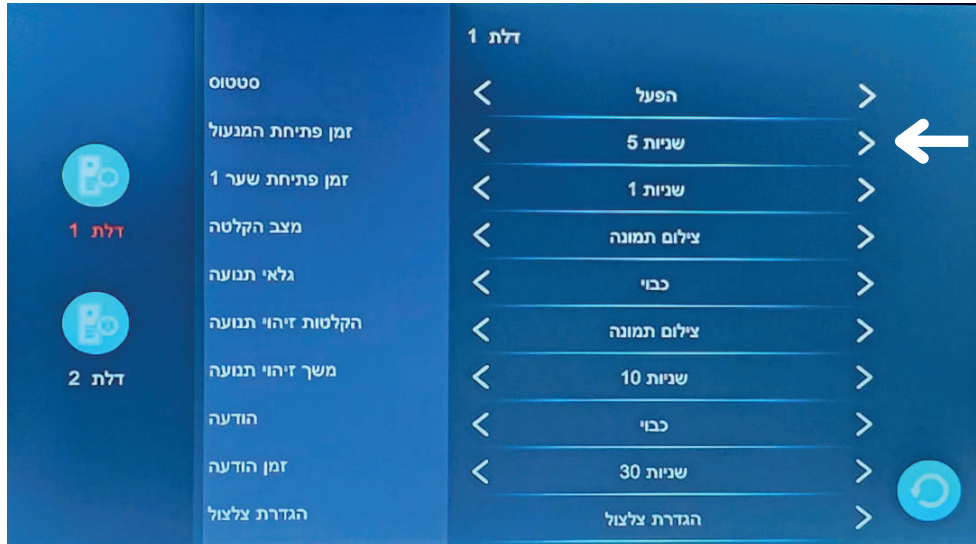 דלת 1
סטטוס
הפעל
זמן פתיחת המנעול
שניות 5
זמן פתיחת שער 1
שניות 1
מצב הקלטה
צילום תמונה
גלאי תנועה
כבוי
הקלטות זיהוי תנועה
צילום תמונה
משך זיהוי תנועה
שניות 10
הודעה
כבוי
זמן הודעה
שניות 30
הגדרת צלצול
הגדרת צלצול
דלת 1
דלת 2